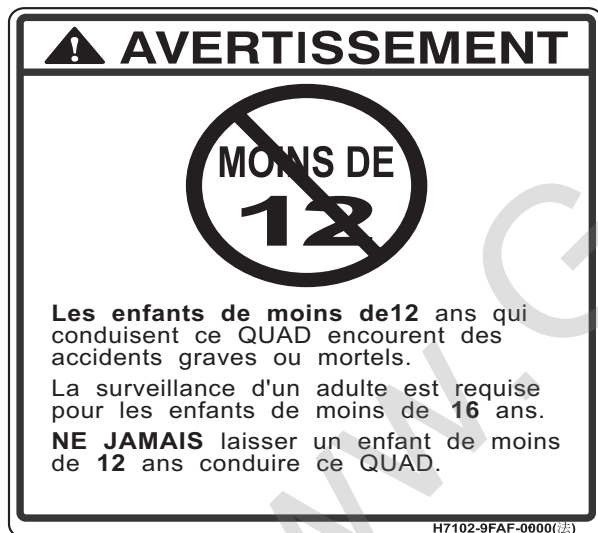 AVERTISSEMENT
MOINS DE
12
Les enfants de moins de12 ans qui
conduisent ce QUAD encourent des
accidents graves ou mortels.
La surveillance d'un adulte est requise
pour les enfants de moins de 16 ans.
NE JAMAIS laisser un enfant de moins
de 12 ans conduire ce QUAD.
H7102-9FAF-0000(法)